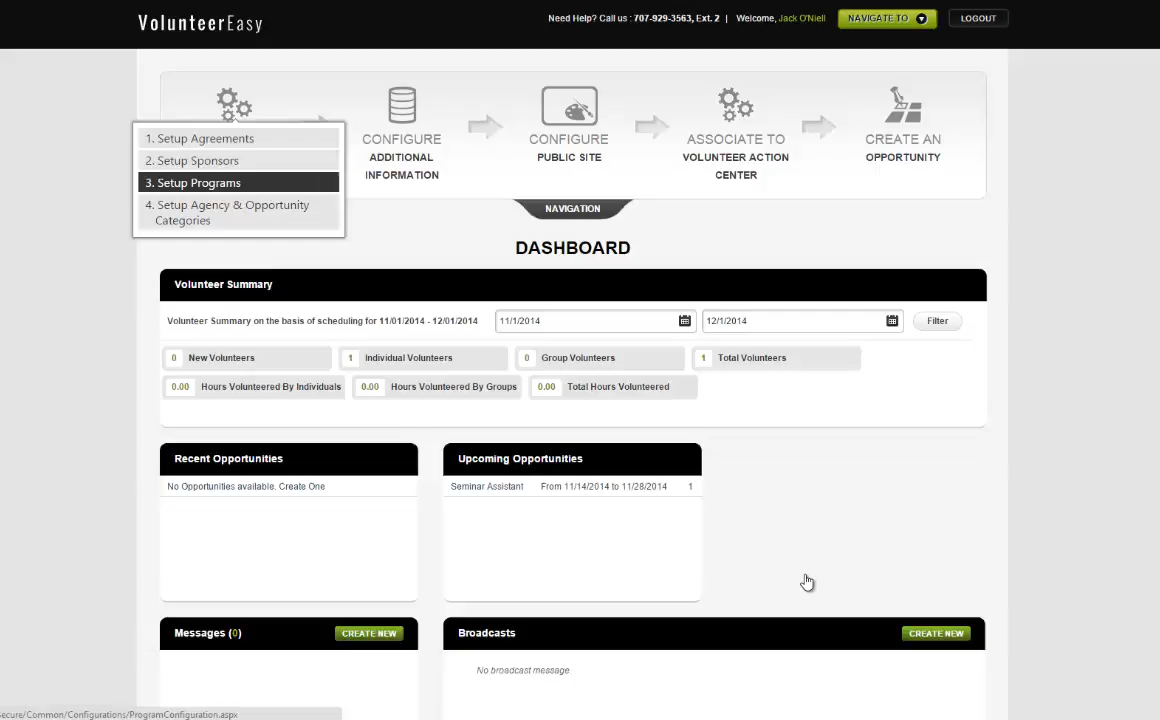 VolunteerEasy
Need Help? Call us : 707-929-3563, Ext. 2 | Welcome, Jack O'Niell
NAVIGATE TO
LOGOUT
1. Setup Agreements
2. Setup Sponsors
3. Setup Programs
4. Setup Agency & Opportunity
Categories
CONFIGURE
ADDITIONAL
INFORMATION
CONFIGURE
PUBLIC SITE
ASSOCIATE TO
VOLUNTEER ACTION
CENTER
CREATE AN
OPPORTUNITY
NAVIGATION
DASHBOARD
Volunteer Summary
Volunteer Summary on the basis of scheduling for 11/01/2014 - 12/01/2014
11/1/2014
12/1/2014
Filter
0 New Volunteers
1 Individual Volunteers
0 Group Volunteers
1 Total Volunteers
0.00 Hours Volunteered By Individuals
0.00 Hours Volunteered By Groups
0.00 Total Hours Volunteered
Recent Opportunities
No Opportunities available. Create One
Upcoming Opportunities
Seminar Assistant From 11/14/2014 to 11/28/2014 1
Messages (0)
CREATE NEW
Broadcasts
CREATE NEW
No broadcast message
Secure/Common/Configurations/ProgramConfiguration.aspx